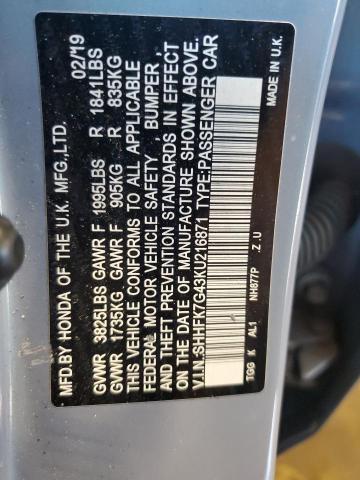 MFD.BY HONDA OF THE U.K. MFG.,LTD. 02/19
GVWR 3825LBS GAWR F 1995LBS R 1841LBS
GVWR 1735KG GAWR F 905KG R 835KG
THIS VEHICLE CONFORMS TO ALL APPLICABLE
FEDERAL MOTOR VEHICLE SAFETY, BUMPER, AND
THEFT PREVENTION STANDARDS IN EFFECT
ON THE DATE OF MANUFACTURE SHOWN ABOVE.
V.I.N.:SHHFK7G43KU216871 TYPE:PASSENGER CAR
TGG K AL1 NH877P .Z.U MADE IN U.K.